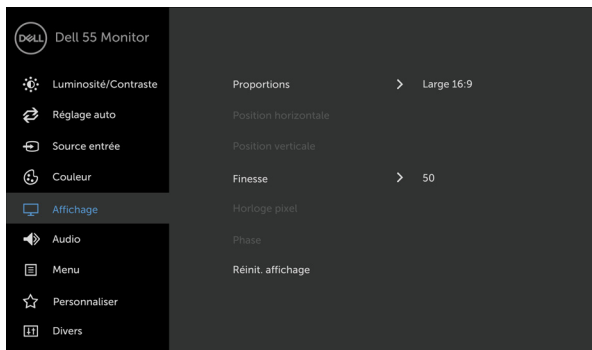 DELL
Dell 55 Monitor
Luminosité/Contraste
Réglage auto
Source entrée
Couleur
Affichage
Audio
Menu
Personnaliser
Divers
Proportions > Large 16:9
Position horizontale
Position verticale
Finesse > 50
Horloge pixel
Phase
Réinit. affichage